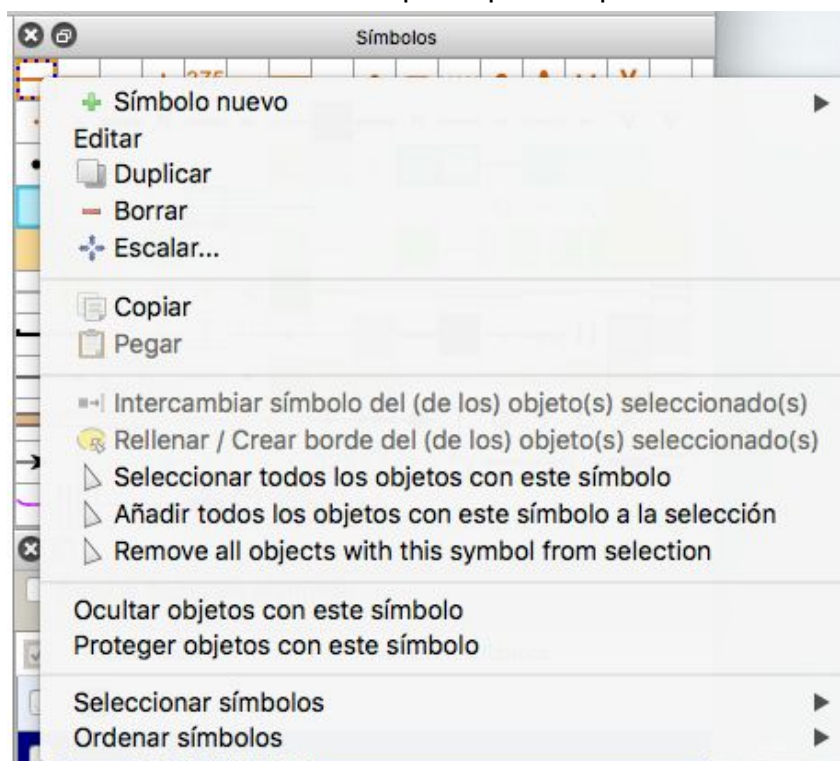 Símbolos
Símbolo nuevo
Editar
Duplicar
Borrar
Escalar...
Copiar
Pegar
Intercambiar símbolo del (de los) objeto(s) seleccionado(s)
Rellenar / Crear borde del (de los) objeto(s) seleccionado(s)
Seleccionar todos los objetos con este símbolo
Añadir todos los objetos con este símbolo a la selección
Remove all objects with this symbol from selection
Ocultar objetos con este símbolo
Proteger objetos con este símbolo
Seleccionar símbolos
Ordenar símbolos